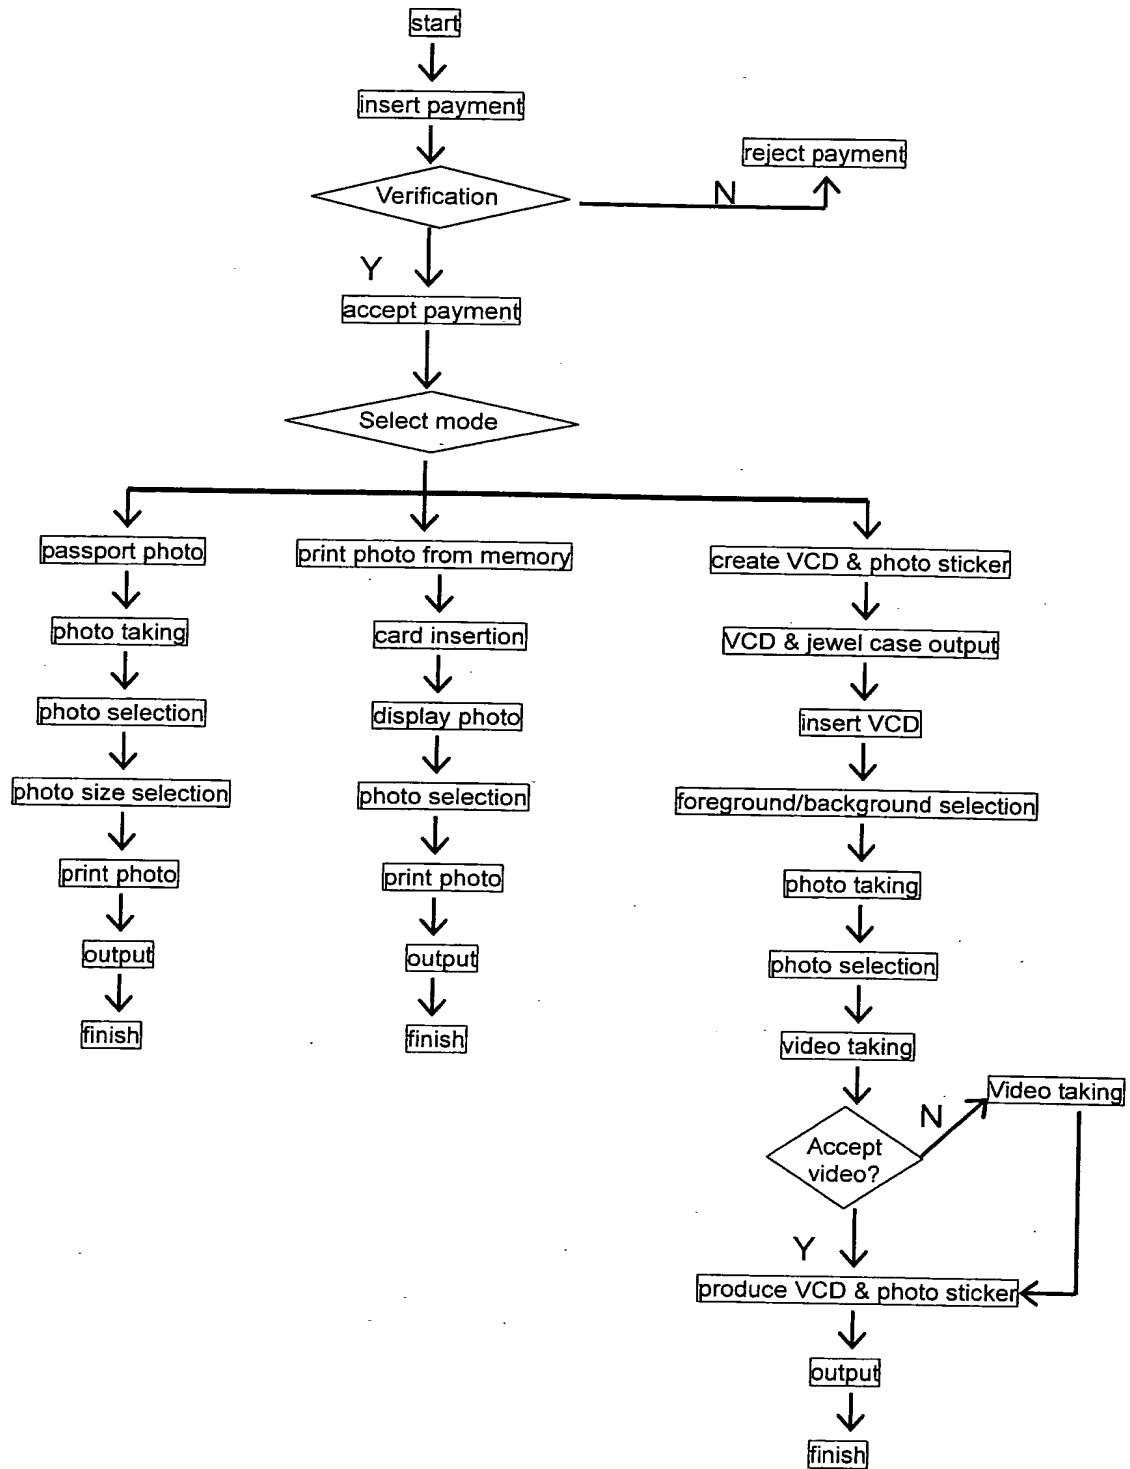 start
insert payment
reject payment
Verification
N
Y
accept payment
Select mode
passport photo
photo taking
photo selection
photo size selection
print photo
output
finish
print photo from memory
card insertion
display photo
photo selection
print photo
output
finish
create VCD & photo sticker
VCD & jewel case output
insert VCD
foreground/background selection
photo taking
photo selection
video taking
Accept
video?
N
Video taking
Y
produce VCD & photo sticker
output
finish